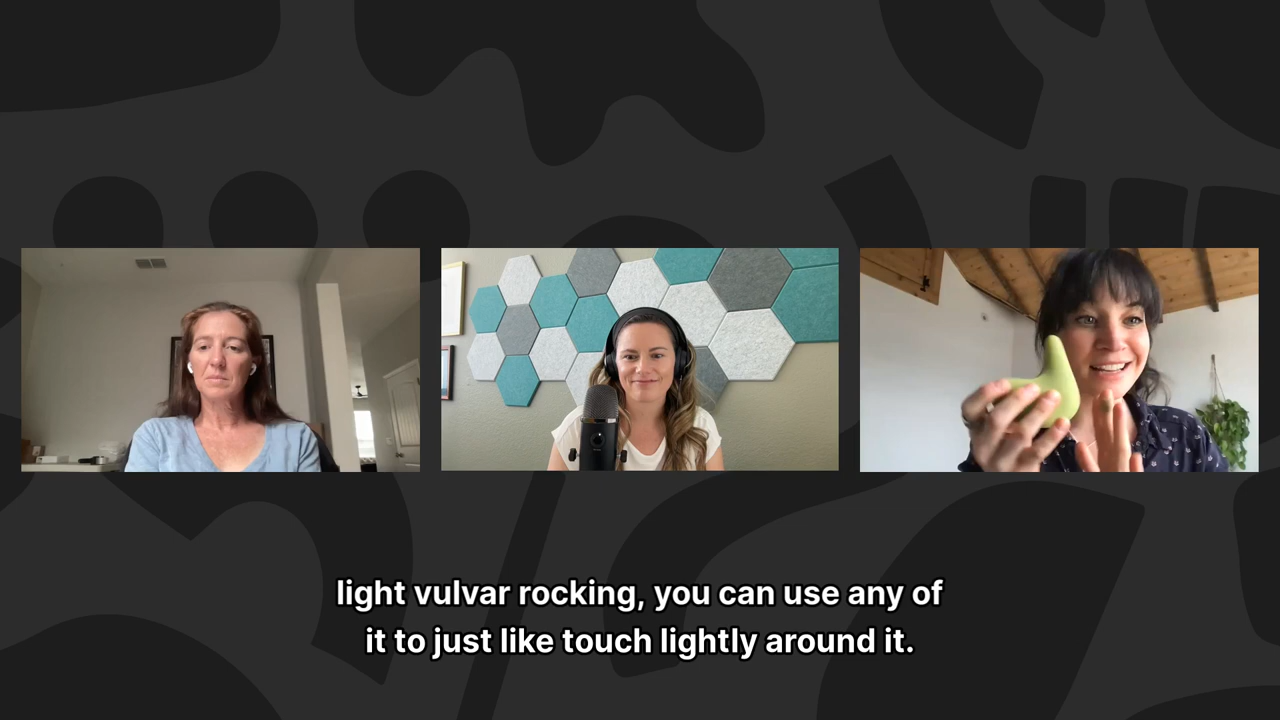 light vulvar rocking, you can use any of
it to just like touch lightly around it.